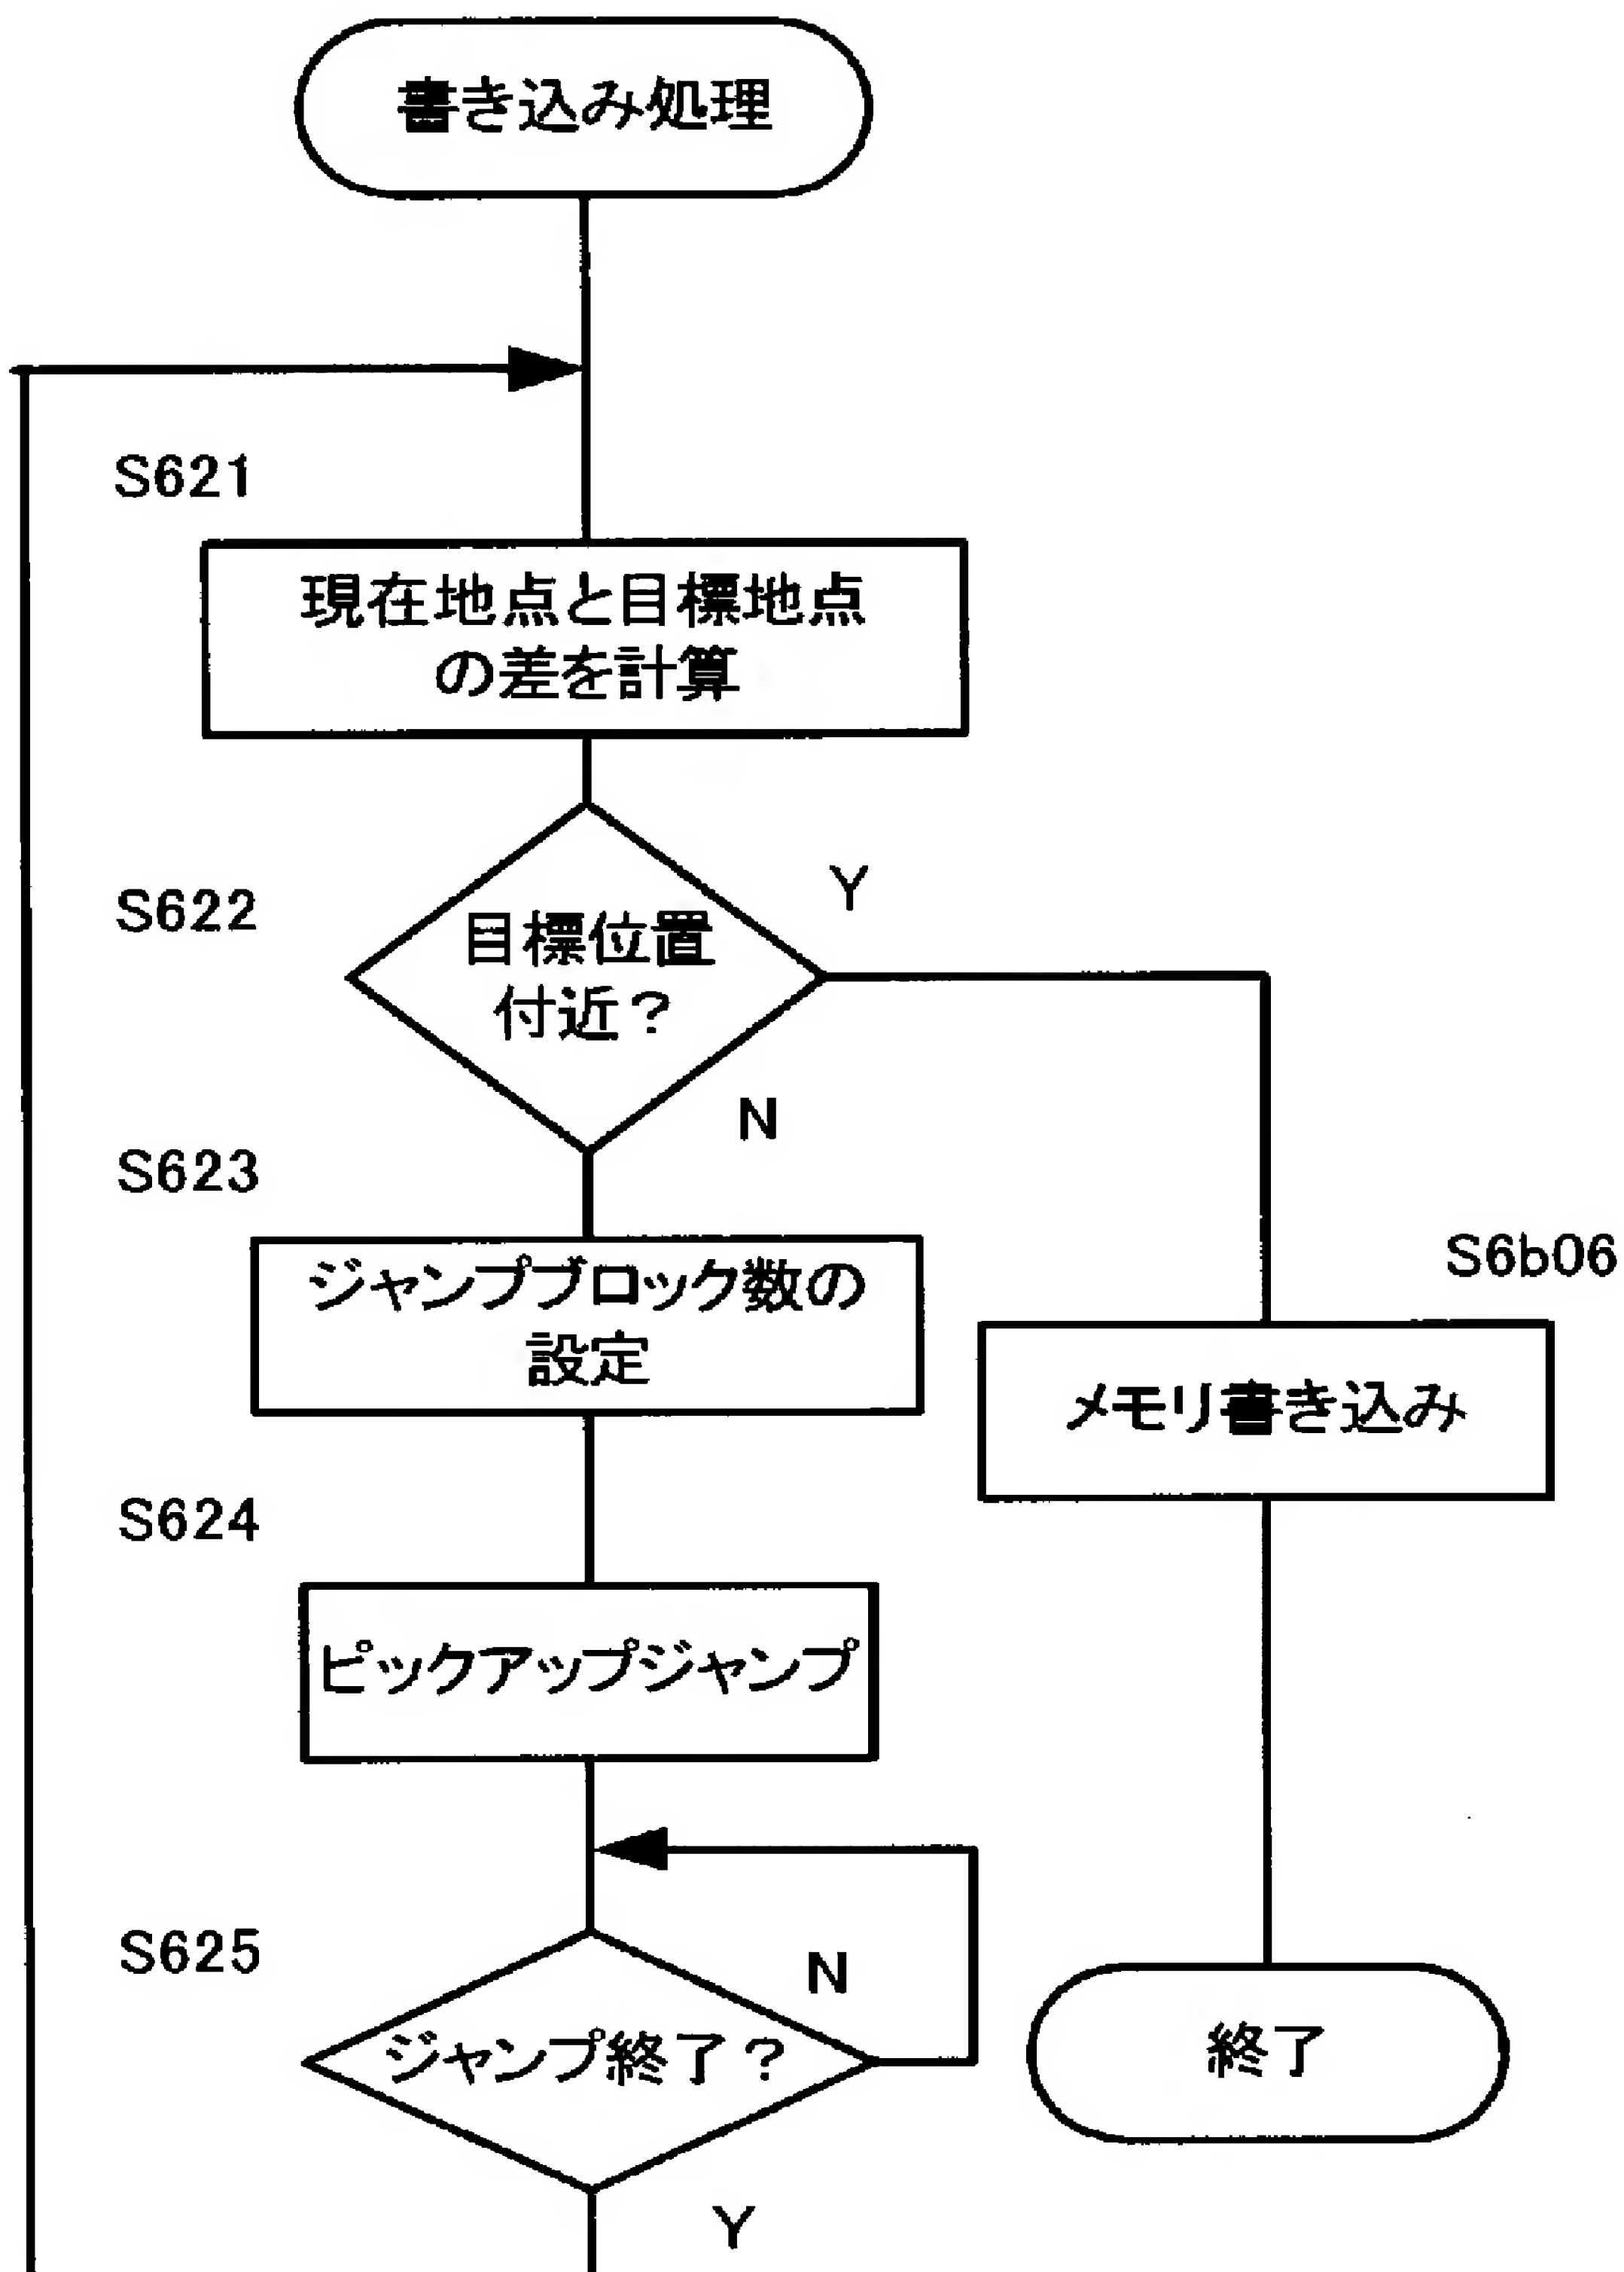 書き込み処理
S621
現在地点と目標地点
の差を計算
S622
目標位置
付近？
Y
N
S623
ジャンプブロック数の
設定
S6b06
メモリ書き込み
S624
ピックアップジャンプ
S625
ジャンプ終了？
N
Y
終了